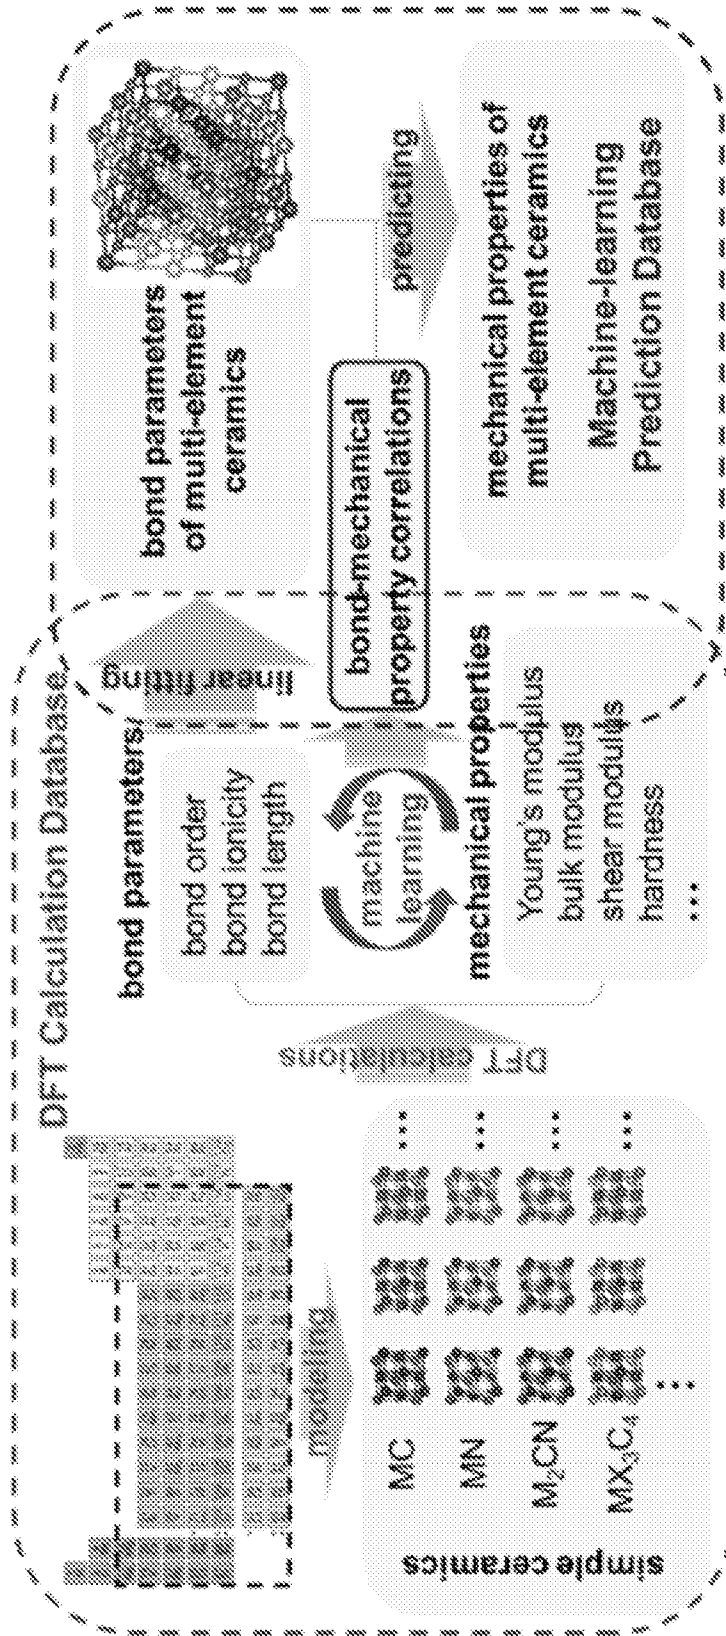 DFT Calculation Database
modeling
simple ceramics
MC
MN
M₂CN
MX₃C₄
...
...
...
...
...
DFT calculations
bond parameters
bond order
bond ionicity
bond length
machine
learning
mechanical properties
Young's modulus
bulk modulus
shear modulus
hardness
...
linear fitting
bond-mechanical
property correlations
bond parameters
of multi-element
ceramics
predicting
mechanical properties of
multi-element ceramics
Machine-learning
Prediction Database